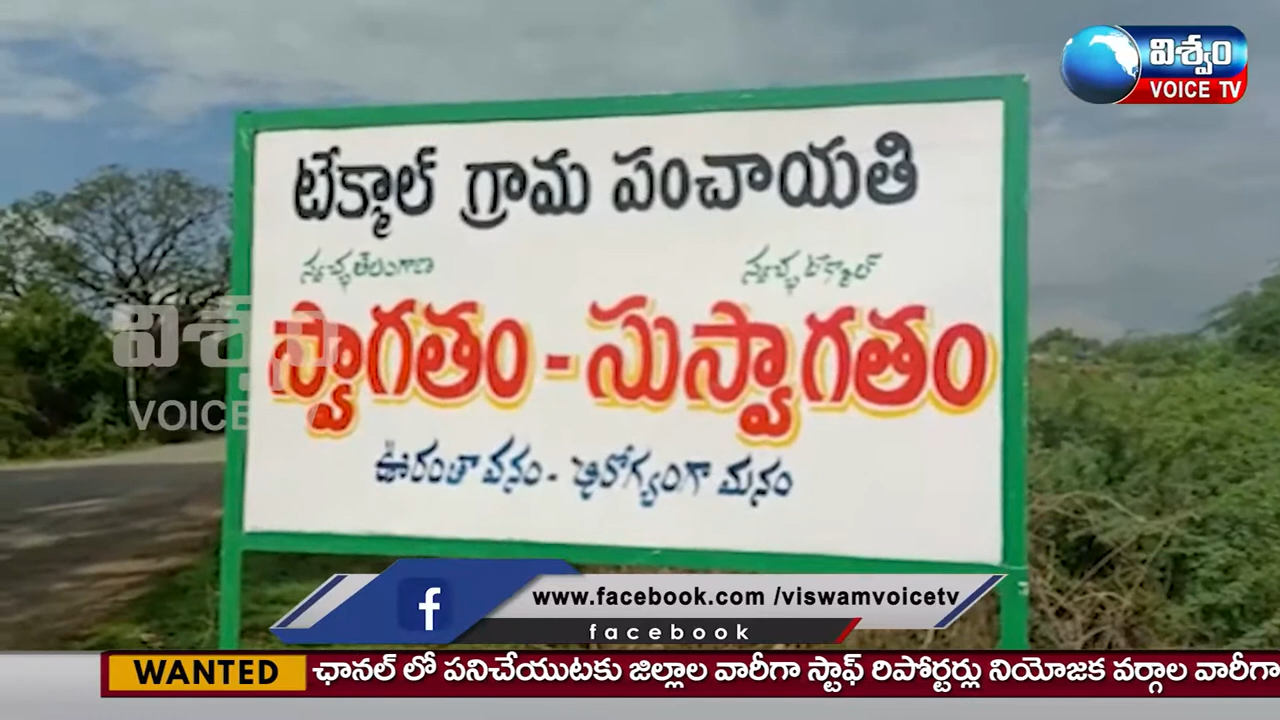 విశ్వం
VOICE TV
టేక్మాల్ గ్రామ పంచాయతి
స్వచ్ఛ తెలంగాణ స్వచ్ఛ టేక్మాల్
స్వాగతం - సుస్వాగతం
విశ్వం
VOICE
ఊరంతా వనం - ఆరోగ్యంగా మనం
www.facebook.com /viswamvoicetv
facebook
WANTED ఛానల్ లో పనిచేయుటకు జిల్లాల వారీగా స్టాఫ్ రిపోర్టర్లు నియోజక వర్గాల వారీగా